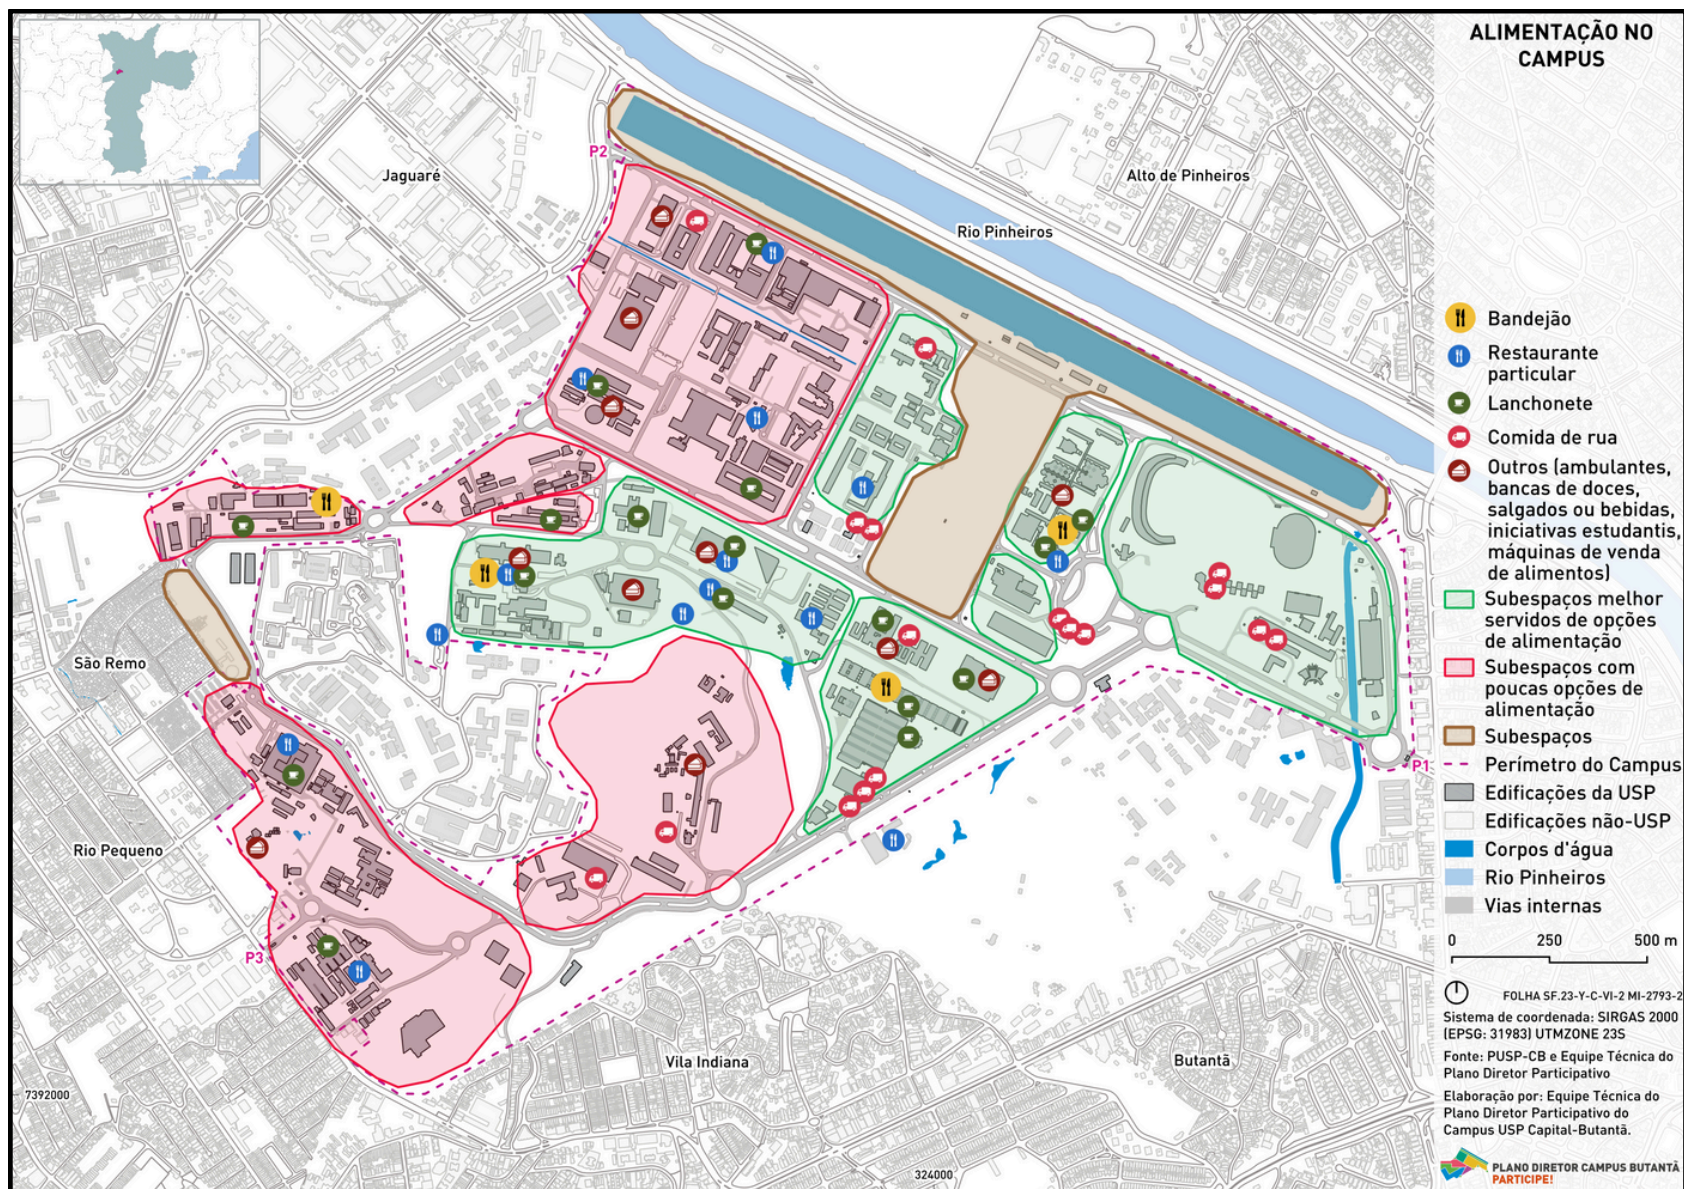 ALIMENTAÇÃO NO
CAMPUS
P2
Jaguaré
Alto de Pinheiros
Rio Pinheiros
São Remo
Rio Pequeno
P1
P3
Vila Indiana
Butantã
7392000
324000
Bandejão
Restaurante
particular
Lanchonete
Comida de rua
Outros (ambulantes,
bancas de doces,
salgados ou bebidas,
iniciativas estudantis,
máquinas de venda
de alimentos)
Subespaços melhor
servidos de opções
de alimentação
Subespaços com
poucas opções de
alimentação
Subespaços
Perímetro do Campus
Edificações da USP
Edificações não-USP
Corpos d'água
Rio Pinheiros
Vias internas
0 250 500 m
FOLHA SF.23-Y-C-VI-2 MI-2793-2
Sistema de coordenada: SIRGAS 2000
(EPSG: 31983) UTMZONE 23S
Fonte: PUSP-CB e Equipe Técnica do
Plano Diretor Participativo
Elaboração por: Equipe Técnica do
Plano Diretor Participativo do
Campus USP Capital-Butantã.
PLANO DIRETOR CAMPUS BUTANTÃ
PARTICIPE!